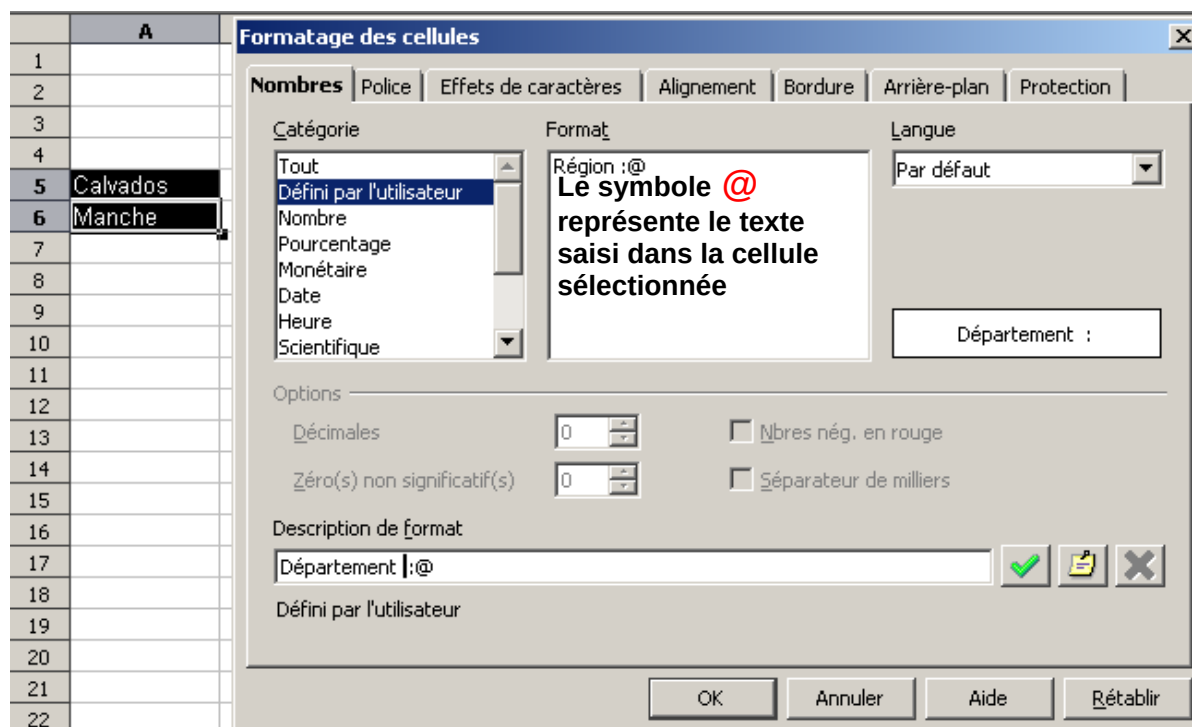 A
Formatage des cellules
1
Nombres Police Effets de caractères Alignement Bordure Arrière-plan Protection
2
3
Catégorie Format Langue
4
Tout
Région :@
Par défaut
5 Calvados
Défini par l'utilisateur
Le symbole @
6 Manche
Nombre
représente le texte
7
Pourcentage
saisi dans la cellule
8
Monétaire
sélectionnée
9
Date
Heure
10
Scientifique
Département :
11
Options
12
13
Décimales 0 Nbres nég. en rouge
14
Zéro(s) non significatif(s) 0 Séparateur de milliers
15
16
Description de format
17
Département :@
18
Défini par l'utilisateur
19
20
21
OK Annuler Aide Rétablir
22